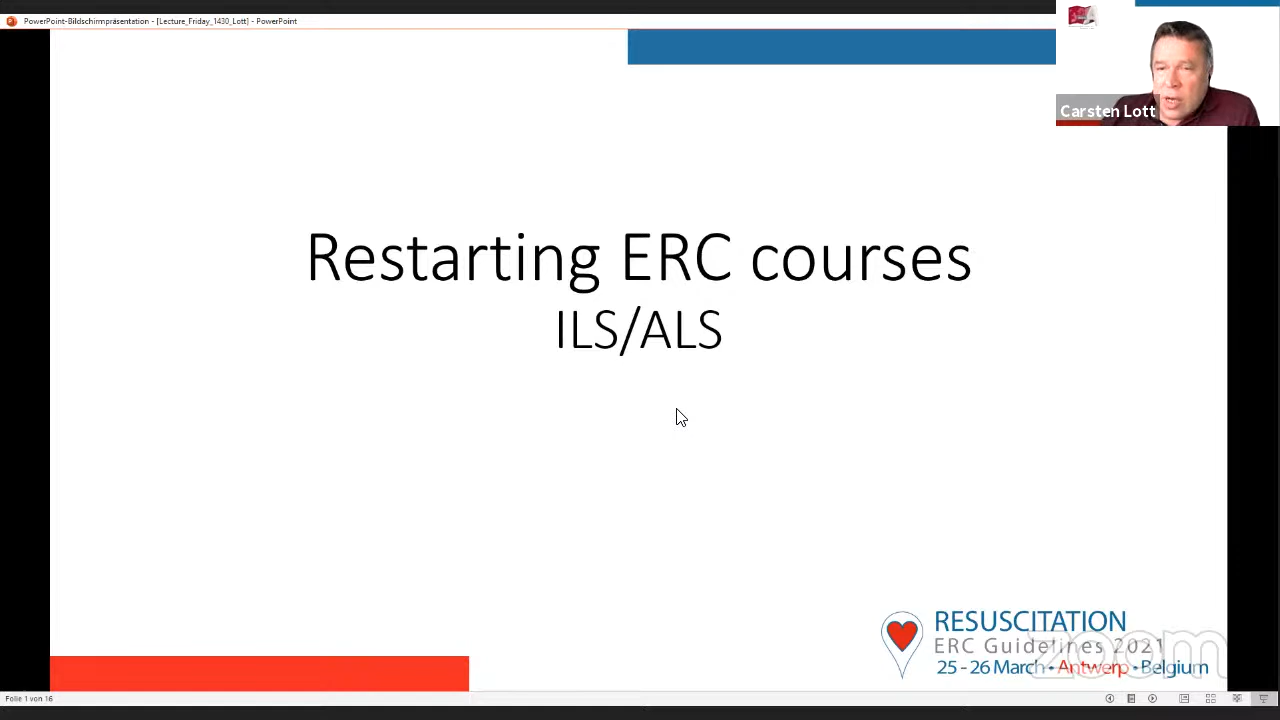 PowerPoint-Bildschirmpräsentation - [Lecture_Friday_1430_Lott] - PowerPoint
Carsten Lott
Restarting ERC courses
ILS/ALS
RESUSCITATION
ERC Guidelines 2021
25 - 26 March • Antwerp • Belgium
zoom
Folie 1 von 16